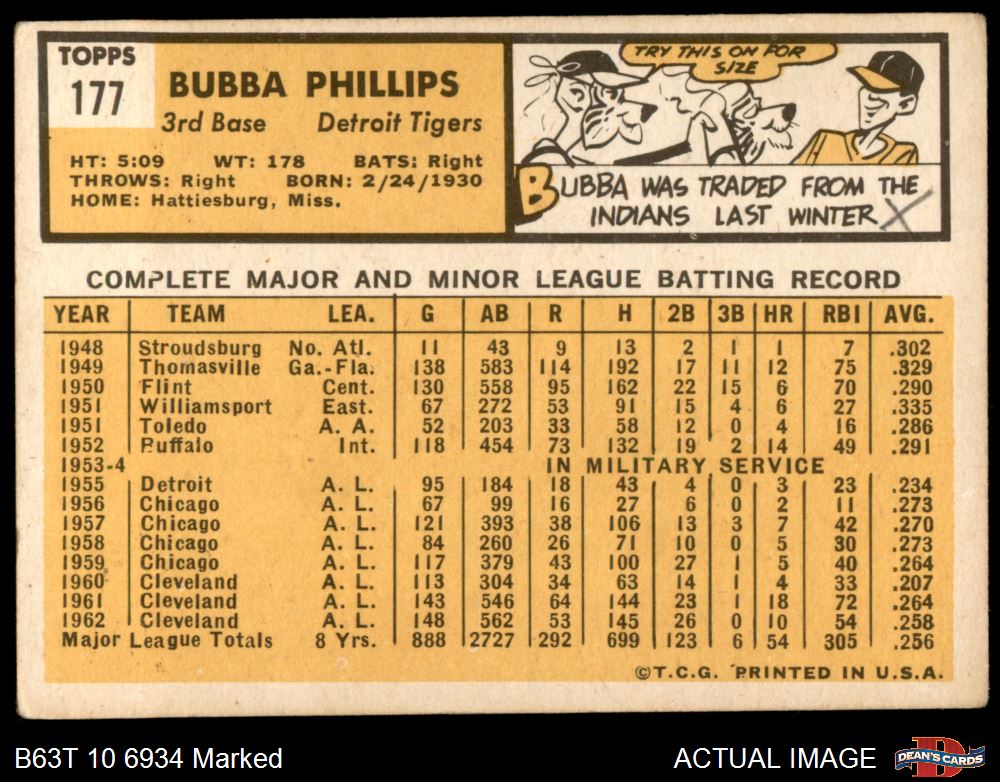 TOPPS
177
BUBBA PHILLIPS
3rd Base Detroit Tigers
HT: 5:09 WT: 178 BATS: Right
THROWS: Right BORN: 2/24/1930
HOME: Hattiesburg, Miss.
TRY THIS ON FOR
SIZE
BUBBA WAS TRADED FROM THE
INDIANS LAST WINTER X
COMPLETE MAJOR AND MINOR LEAGUE BATTING RECORD
YEAR TEAM LEA. G AB R H 2B 3B HR RBI AVG.
1948 Stroudsburg No. Atl. 11 43 9 13 2 1 1 7 .302
1949 Thomasville Ga.-Fla. 138 583 114 192 17 11 12 75 .329
1950 Flint Cent. 130 558 95 162 22 15 6 70 .290
1951 Williamsport East. 67 272 53 91 15 4 6 27 .335
1951 Toledo A. A. 52 203 33 58 12 0 4 16 .286
1952 Buffalo Int. 118 454 73 132 19 2 14 49 .291
1953-4 IN MILITARY SERVICE
1955 Detroit A. L. 95 184 18 43 4 0 3 23 .234
1956 Chicago A. L. 67 99 16 27 6 0 2 11 .273
1957 Chicago A. L. 121 393 38 106 13 3 7 42 .270
1958 Chicago A. L. 84 260 26 71 10 0 5 30 .273
1959 Chicago A. L. 117 379 43 100 27 1 5 40 .264
1960 Cleveland A. L. 113 304 34 63 14 1 4 33 .207
1961 Cleveland A. L. 143 546 64 144 23 1 18 72 .264
1962 Cleveland A. L. 148 562 53 145 26 0 10 54 .258
Major League Totals 8 Yrs. 888 2727 292 699 123 6 54 305 .256
©T.C.G. PRINTED IN U.S.A.
B63T 10 6934 Marked
ACTUAL IMAGE
D
DEAN'S CARDS